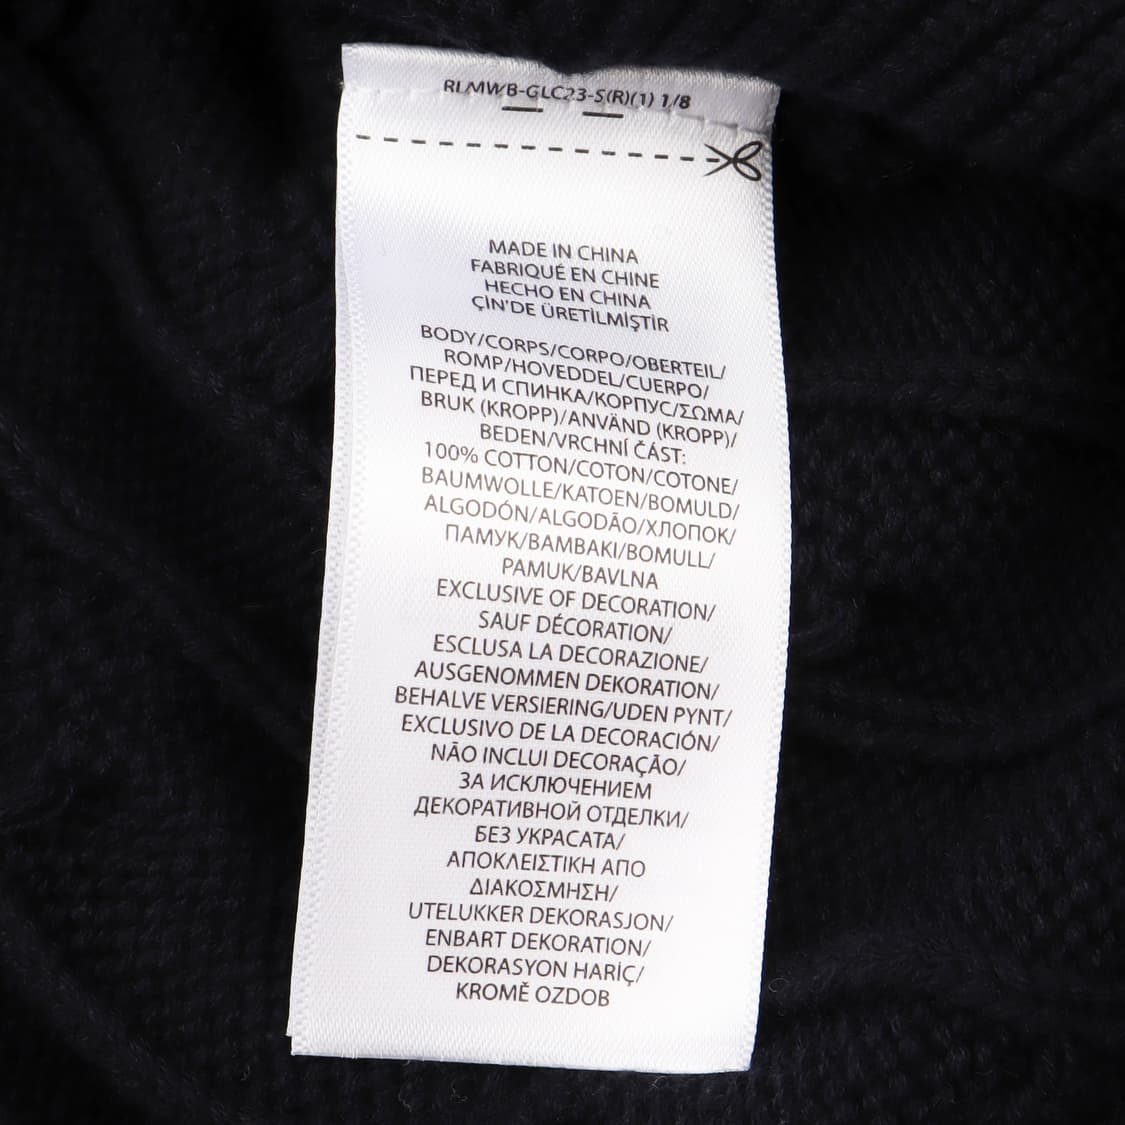 RLMWB-GLC23-S(R)(1) 1/8
MADE IN CHINA
FABRIQUÉ EN CHINE
HECHO EN CHINA
ÇİN'DE ÜRETİLMİŞTİR
BODY/CORPS/CORPO/OBERTEIL/
ROMP/HOVEDDEL/CUERPO/
ПЕРЕД И СПИНКА/КОРПУС/ΣΩΜΑ/
BRUK (KROPP)/ANVÄND (KROPP)/
BEDEN/VRCHNÍ ČÁST:
100% COTTON/COTON/COTONE/
BAUMWOLLE/KATOEN/BOMULD/
ALGODÓN/ALGODÃO/ХЛОПОК/
ПАМУК/ΒΑΜΒΑΚΙ/BOMULL/
PAMUK/BAVLNA
EXCLUSIVE OF DECORATION/
SAUF DÉCORATION/
ESCLUSA LA DECORAZIONE/
AUSGENOMMEN DEKORATION/
BEHALVE VERSIERING/UDEN PYNT/
EXCLUSIVO DE LA DECORACIÓN/
NÃO INCLUI DECORAÇÃO/
ЗА ИСКЛЮЧЕНИЕМ
ДЕКОРАТИВНОЙ ОТДЕЛКИ/
БЕЗ УКРАСАТА/
ΑΠΟΚΛΕΙΣΤΙΚΗ ΑΠΟ
ΔΙΑΚΟΣΜΗΣΗ/
UTELUKKER DEKORASJON/
ENBART DEKORATION/
DEKORASYON HARİÇ/
KROMĚ OZDOB